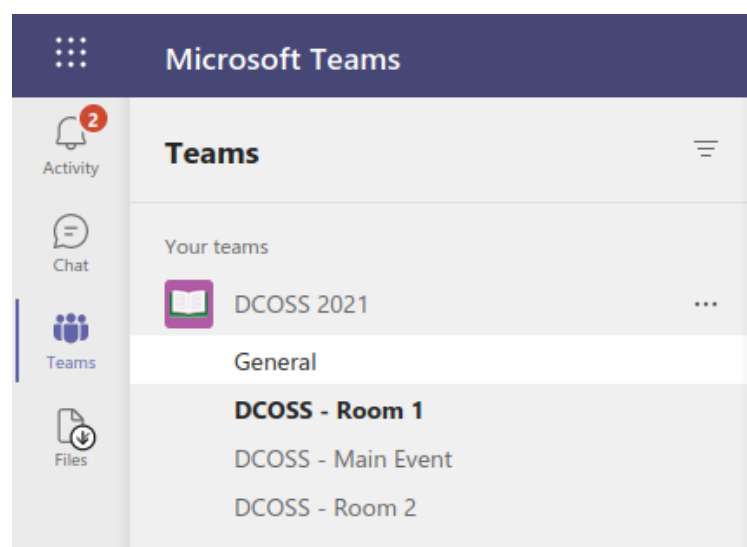 Microsoft Teams
2
Activity
Chat
Teams
Files
Teams
Your teams
DCOSS 2021
General
DCOSS - Room 1
DCOSS - Main Event
DCOSS - Room 2